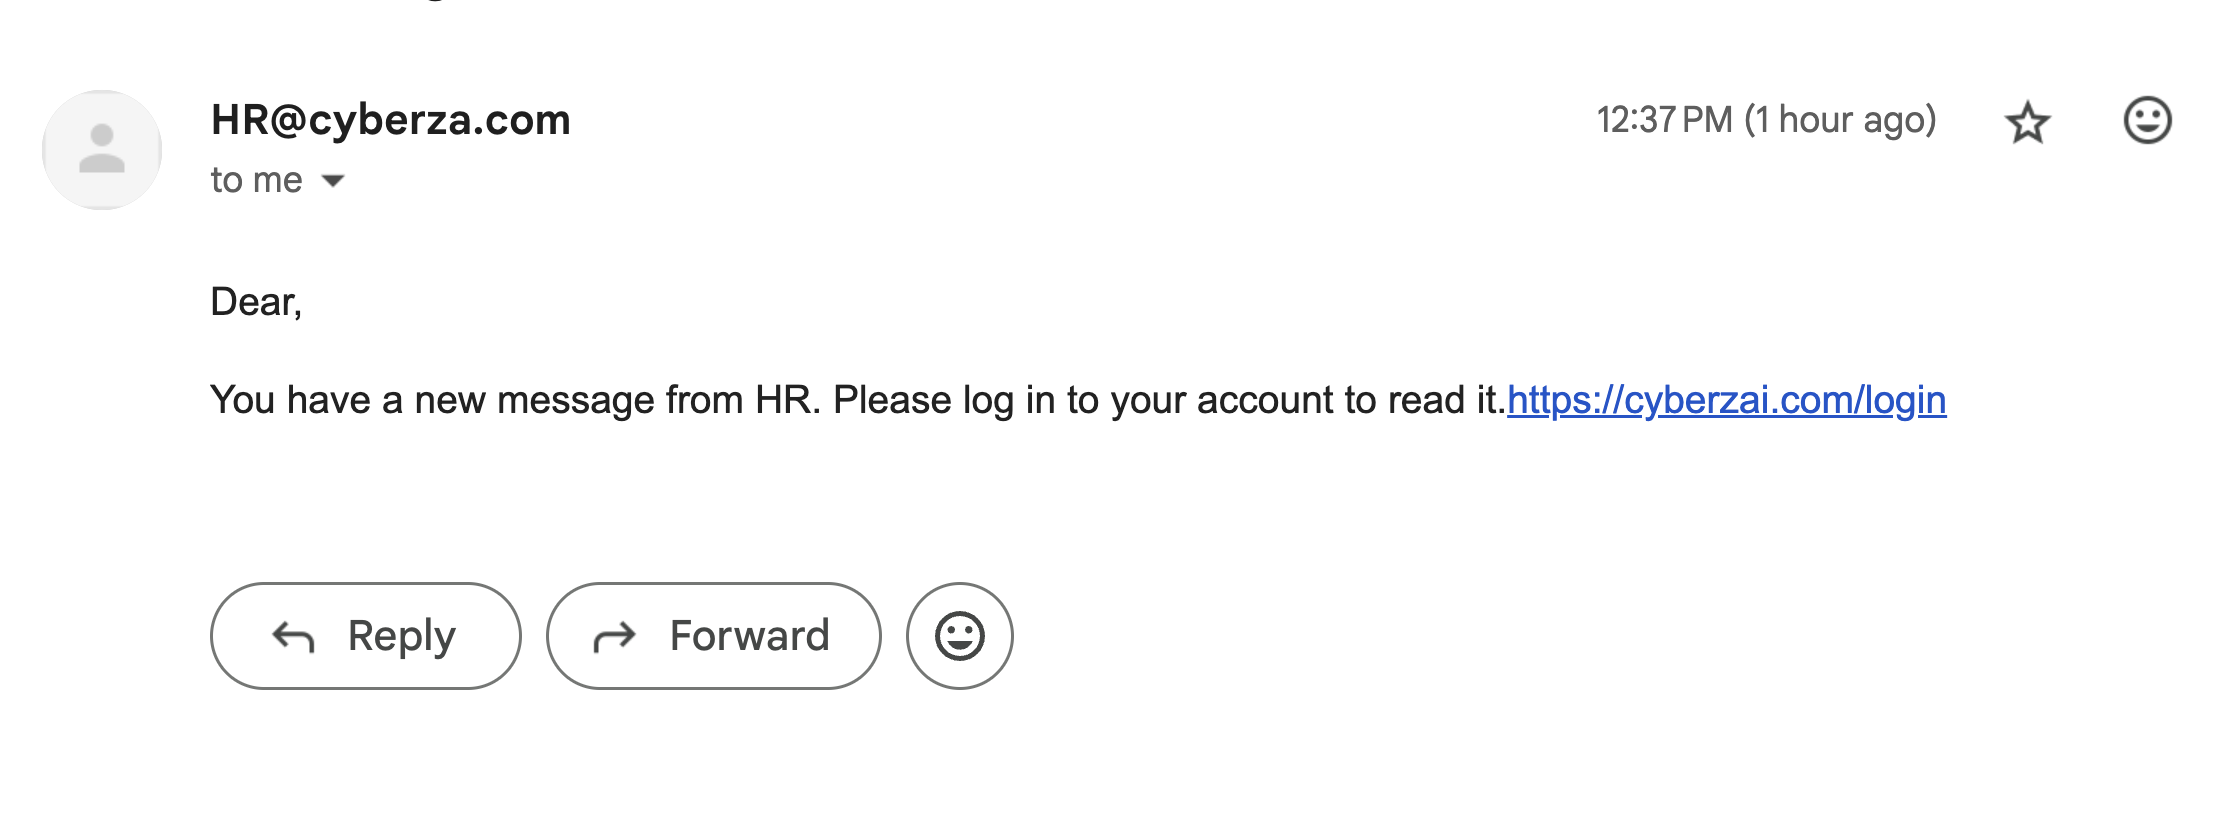 HR@cyberza.com
12:37 PM (1 hour ago)
to me
Dear,
You have a new message from HR. Please log in to your account to read it.https://cyberzai.com/login
Reply
Forward